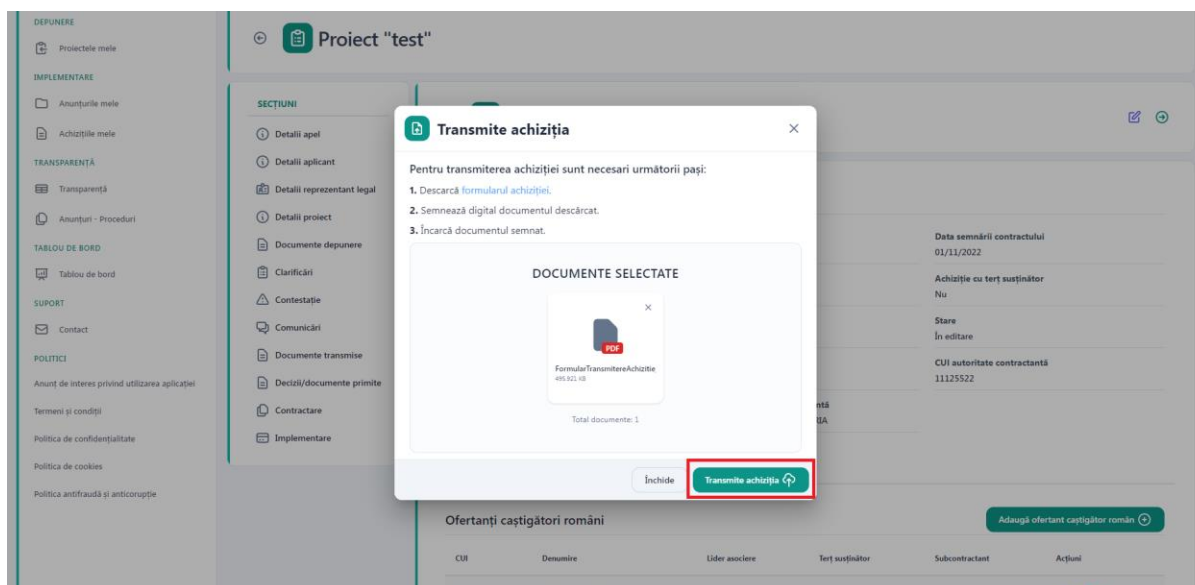 DEPUNERE
Proiectele mele
IMPLEMENTARE
Anunțurile mele
Achizițiile mele
TRANSPARENȚĂ
Transparență
Anunțuri - Proceduri
TABLOU DE BORD
Tablou de bord
SUPORT
Contact
POLITICI
Anunț de interes privind utilizarea aplicației
Termeni și condiții
Politica de confidențialitate
Politica de cookies
Politica antifraudă și anticorupție
Proiect "test"
SECȚIUNI
Detalii apel
Detalii aplicant
Detalii reprezentant legal
Detalii proiect
Documente depunere
Clarificări
Contestație
Comunicări
Documente transmise
Decizii/documente primite
Contractare
Implementare
Transmite achiziția
Pentru transmiterea achiziției sunt necesari următorii pași:
1. Descarcă formularul achiziției.
2. Semnează digital documentul descărcat.
3. Încarcă documentul semnat.
DOCUMENTE SELECTATE
PDF
FormularTransmitereAchizitie
495.921 KB
Total documente: 1
Închide
Transmite achiziția
Data semnării contractului
01/11/2022
Achiziție cu terț susținător
Nu
Stare
În editare
CUI autoritate contractantă
11125522
Ofertanți caștigători români
Adaugă ofertant caștigător român
CUI
Denumire
Lider asociere
Terț susținător
Subcontractant
Acțiuni